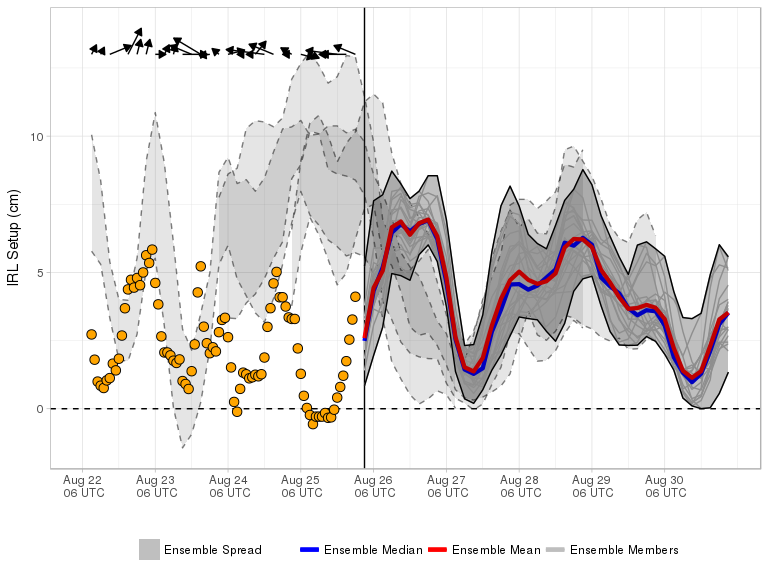 IRL Setup (cm)
10
5
0
Aug 22 Aug 23 Aug 24 Aug 25 Aug 26 Aug 27 Aug 28 Aug 29 Aug 30
06 UTC 06 UTC 06 UTC 06 UTC 06 UTC 06 UTC 06 UTC 06 UTC 06 UTC
Ensemble Spread Ensemble Median Ensemble Mean Ensemble Members